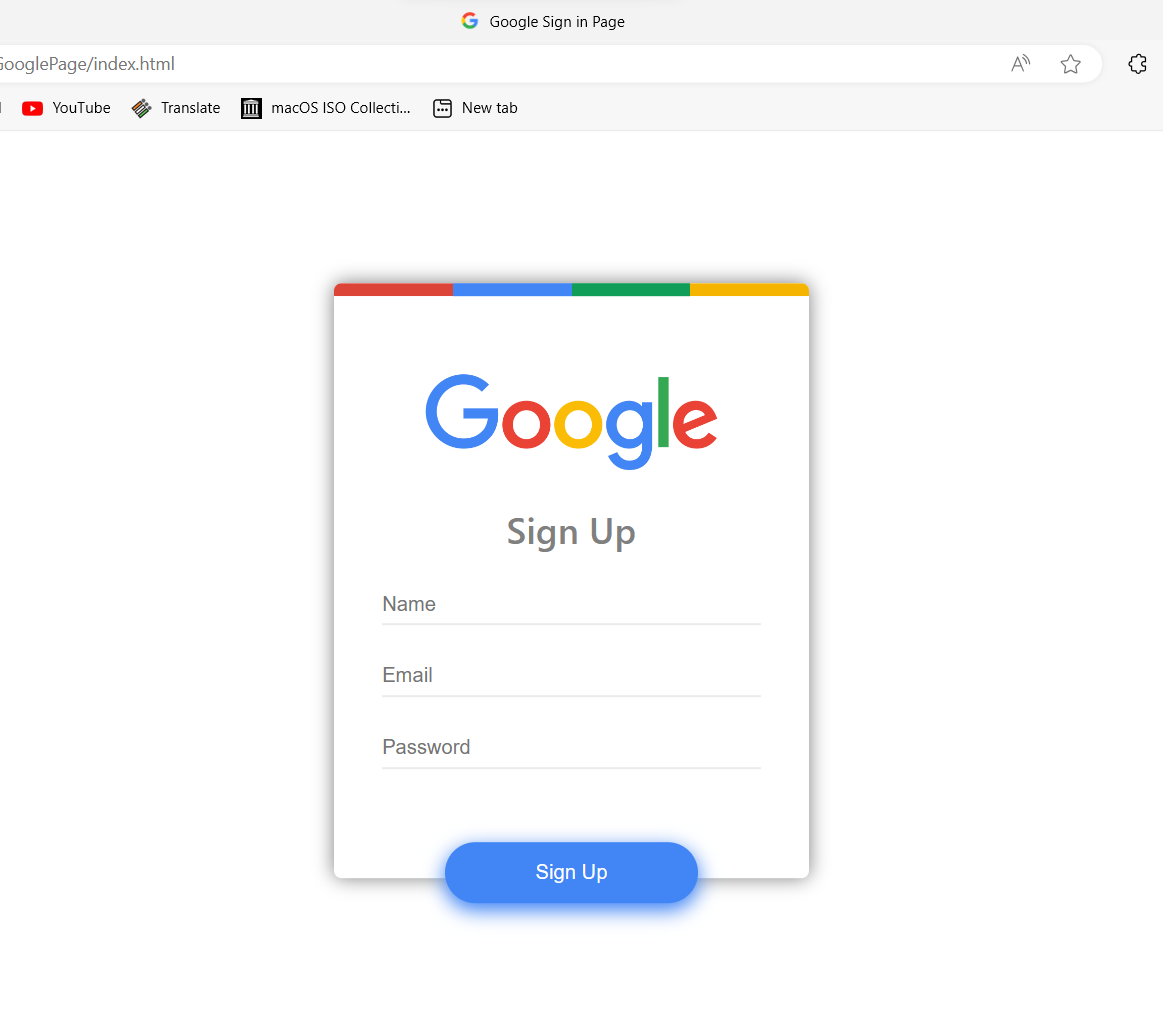 Google Sign in Page
GooglePage/index.html
YouTube
Translate
macOS ISO Collecti...
New tab
Google
Sign Up
Name
Email
Password
Sign Up